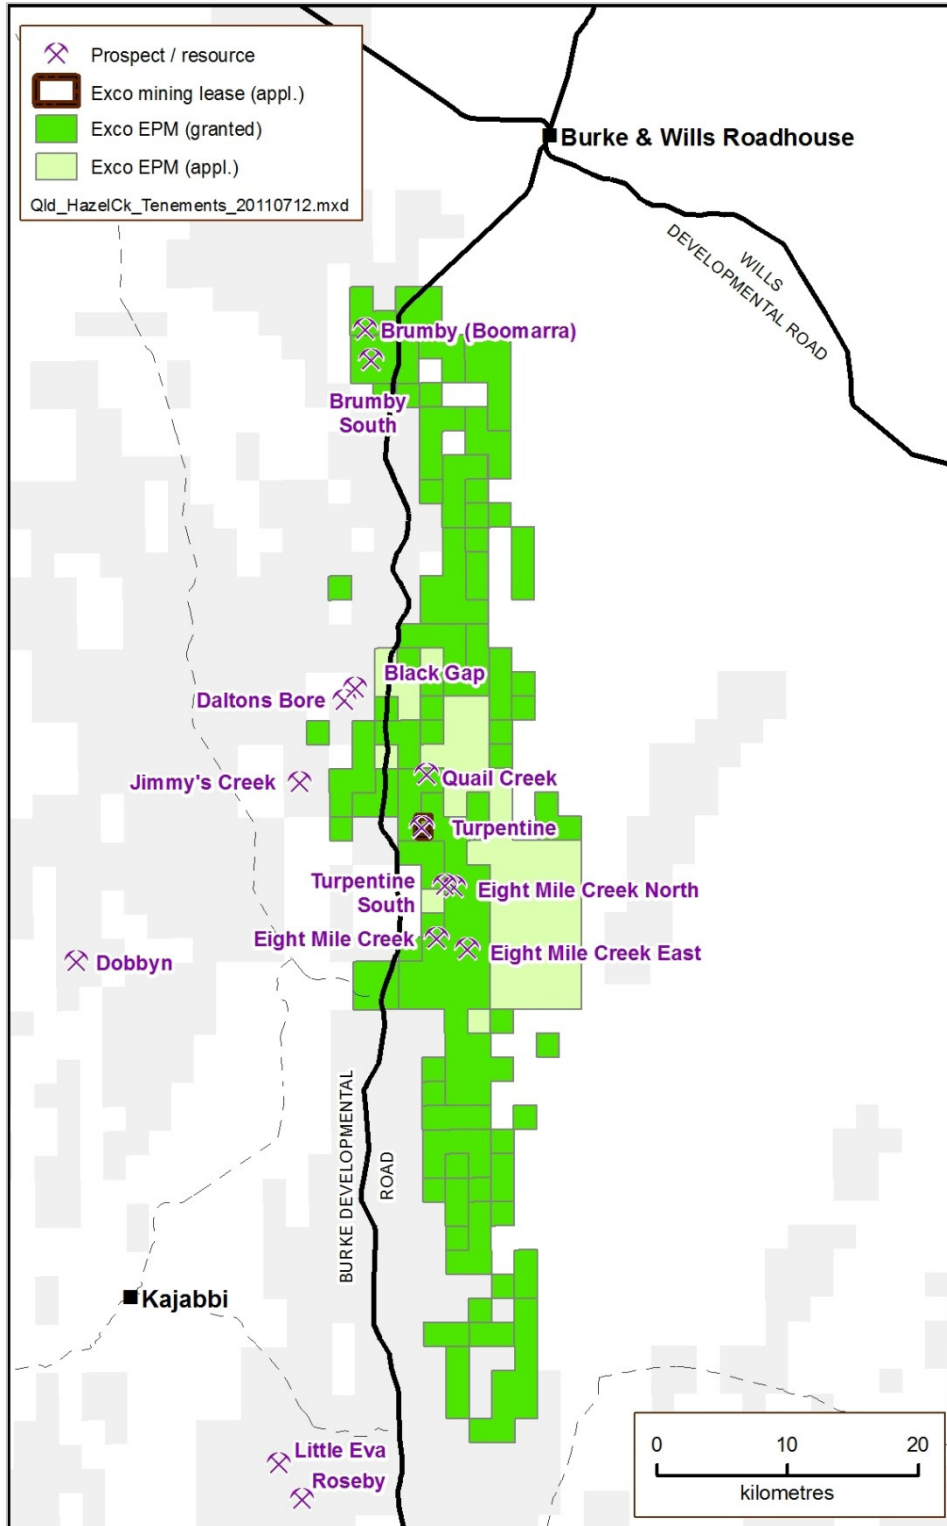 Prospect / resource
Exco mining lease (appl.)
Exco EPM (granted)
Exco EPM (appl.)
Qld_HazelCk_Tenements_20110712.mxd
Burke & Wills Roadhouse
WILLS
DEVELOPMENTAL ROAD
Brumby (Boomarra)
Brumby
South
Black Gap
Daltons Bore
Jimmy's Creek
Quail Creek
Turpentine
Turpentine
South
Eight Mile Creek North
Eight Mile Creek
Eight Mile Creek East
Dobbyn
BURKE DEVELOPMENTAL
ROAD
Kajabbi
Little Eva
Roseby
0 10 20
kilometres